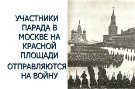 УЧАСТНИКИ
ПАРАДА В
МОСКВЕ НА
КРАСНОЙ
ПЛОЩАДИ
ОТПРАВЛЯЮТСЯ
НА ВОЙНУ